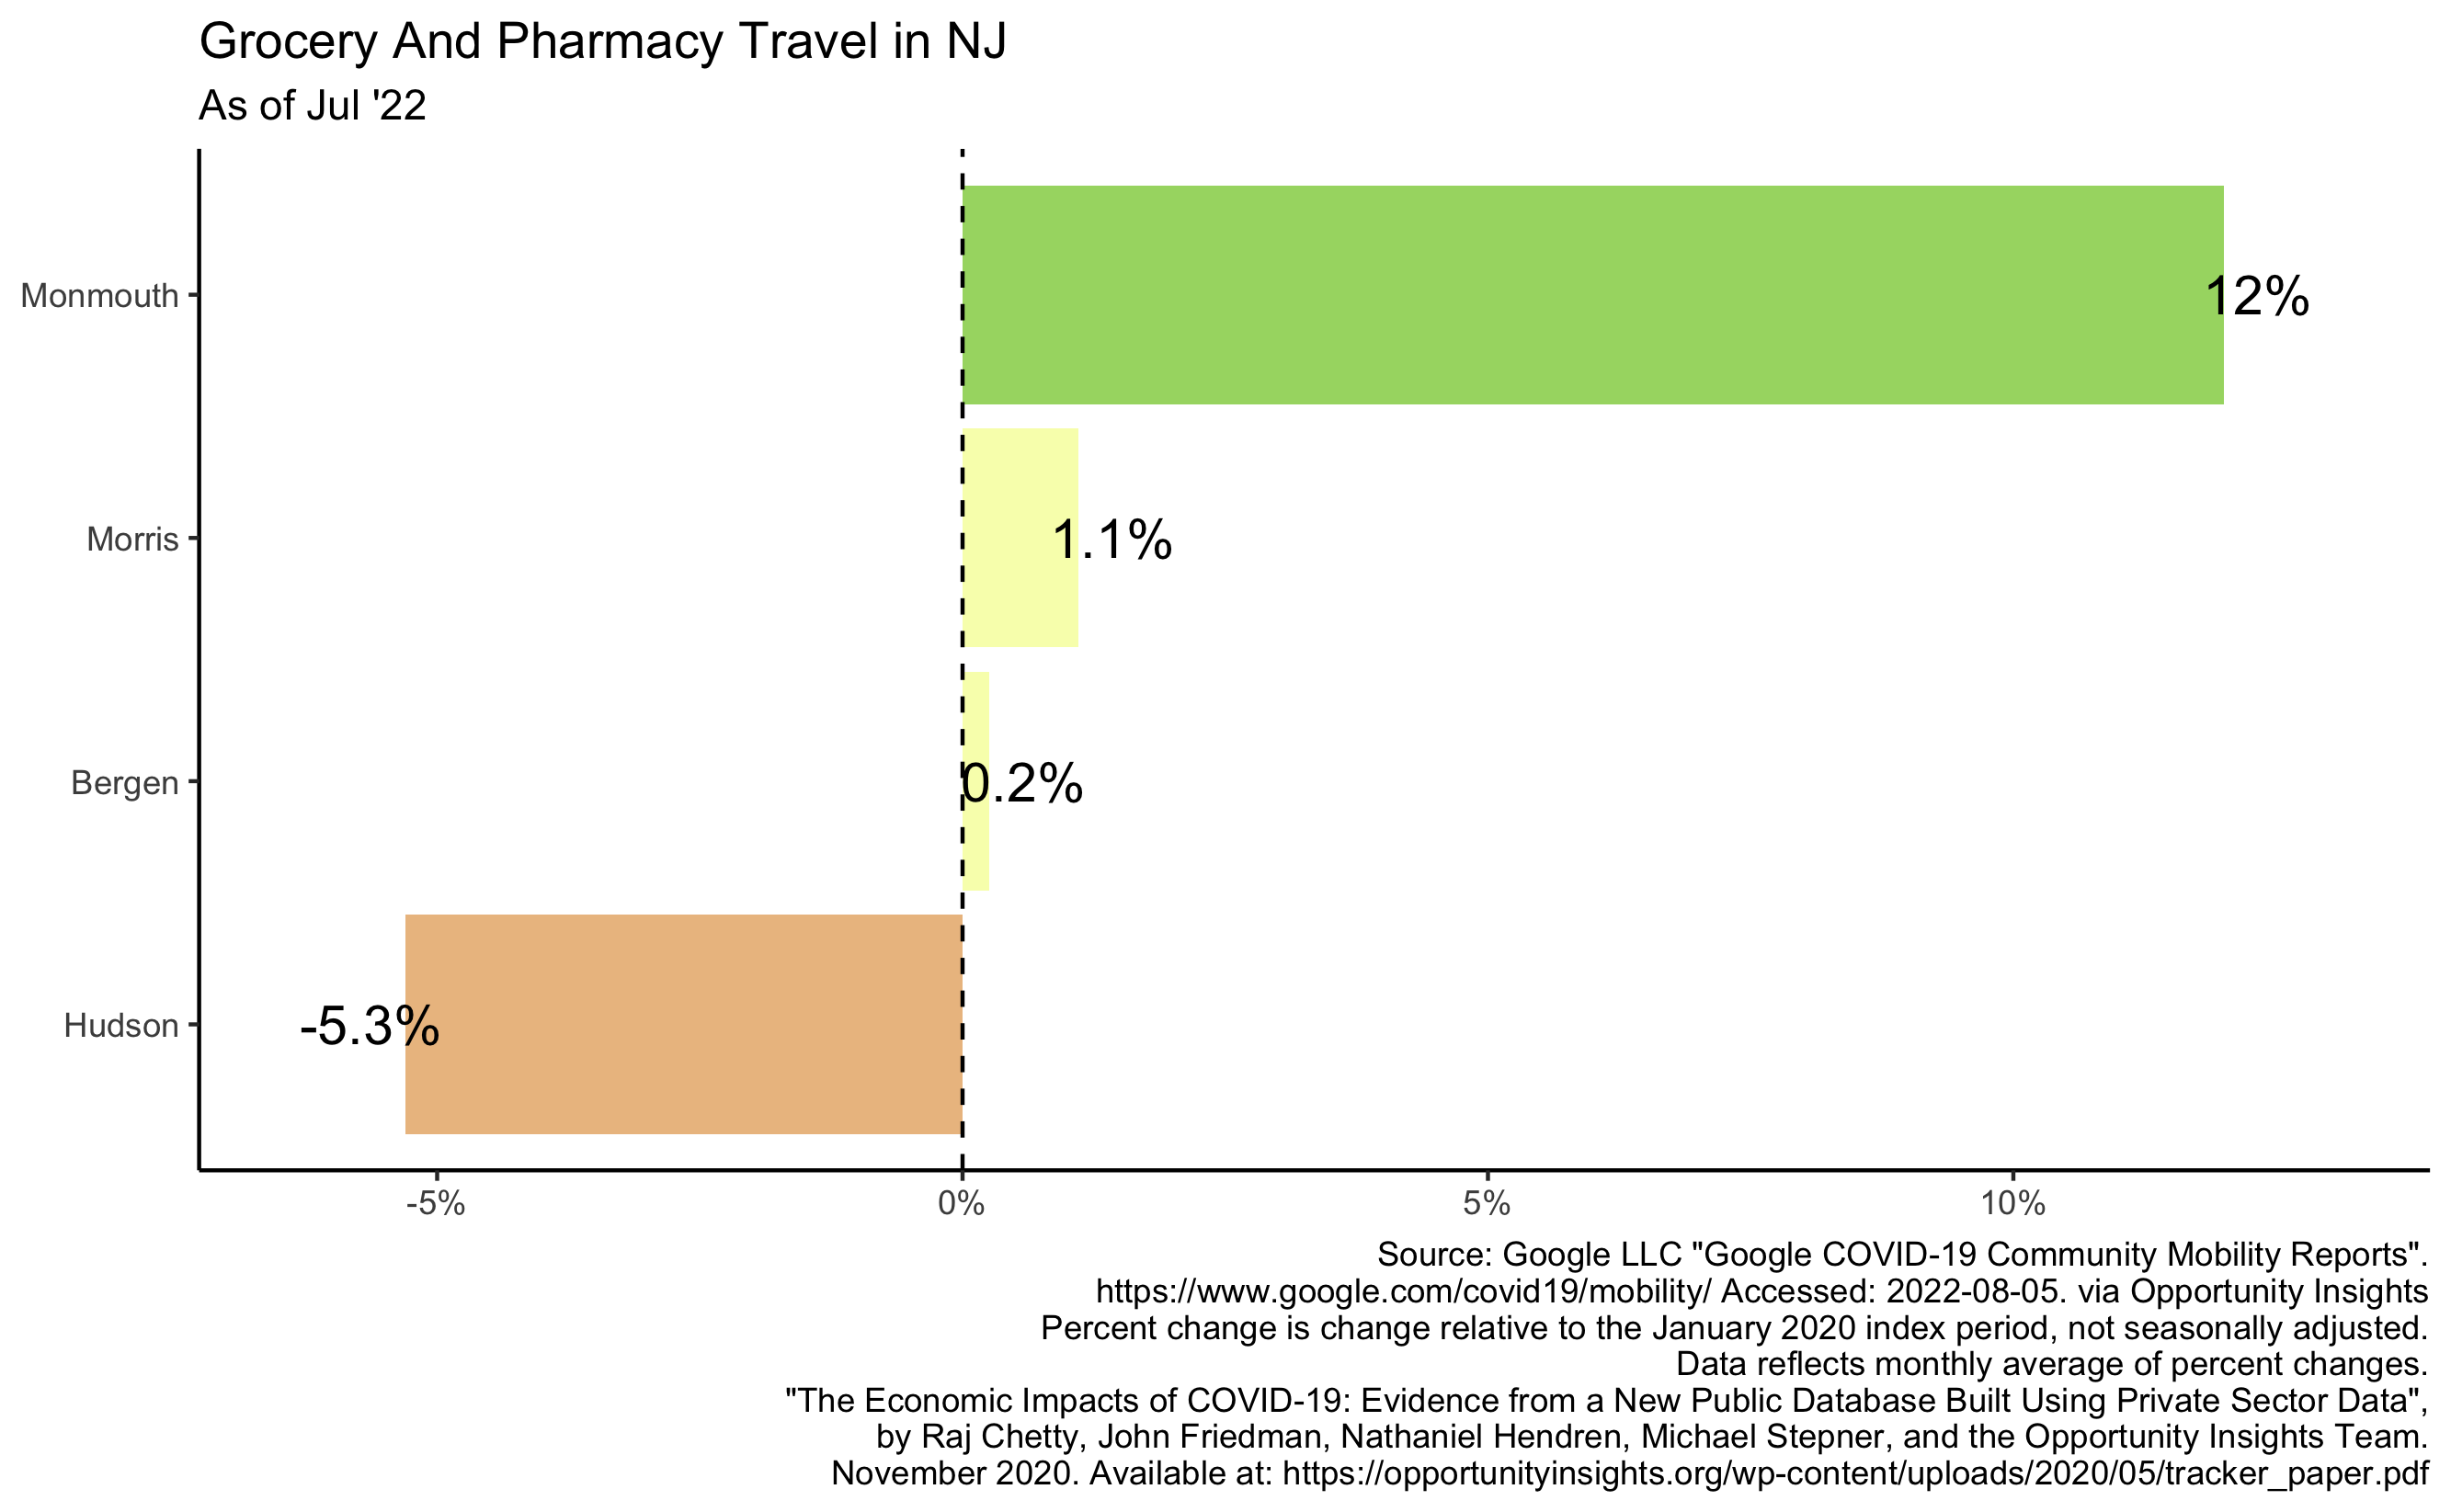 Grocery And Pharmacy Travel in NJ
As of Jul '22
Monmouth
12%
Morris
1.1%
Bergen
0.2%
Hudson
-5.3%
-5% 0% 5% 10%
Source: Google LLC "Google COVID-19 Community Mobility Reports".
https://www.google.com/covid19/mobility/ Accessed: 2022-08-05. via Opportunity Insights
Percent change is change relative to the January 2020 index period, not seasonally adjusted.
Data reflects monthly average of percent changes.
"The Economic Impacts of COVID-19: Evidence from a New Public Database Built Using Private Sector Data",
by Raj Chetty, John Friedman, Nathaniel Hendren, Michael Stepner, and the Opportunity Insights Team.
November 2020. Available at: https://opportunityinsights.org/wp-content/uploads/2020/05/tracker_paper.pdf